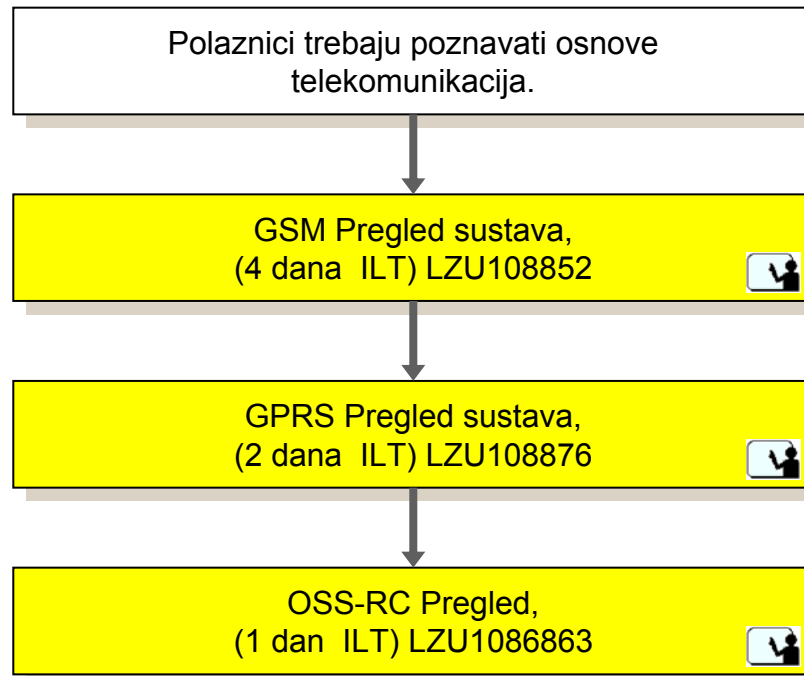 Polaznici trebaju poznavati osnove
telekomunikacija.
GSM Pregled sustava,
(4 dana ILT) LZU108852
GPRS Pregled sustava,
(2 dana ILT) LZU108876
OSS-RC Pregled,
(1 dan ILT) LZU1086863